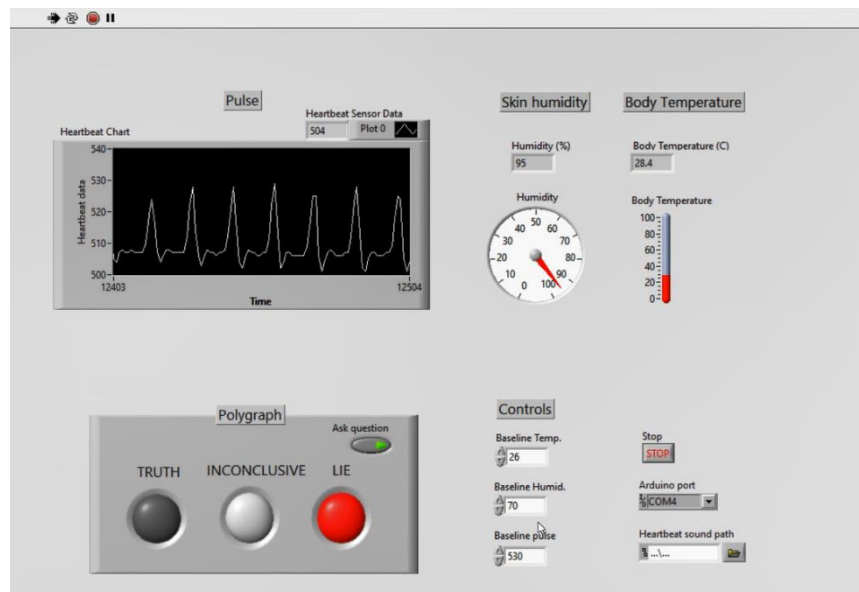 Pulse
Heartbeat Sensor Data
504 Plot 0
Heartbeat Chart
540
530
520
510
500
Heartbeat data
12403 12504
Time
Skin humidity
Humidity (%)
95
Humidity
0 10 20 30 40 50 60 70 80 90 100
Body Temperature
Body Temperature (C)
28.4
Body Temperature
100
80
60
40
20
0
Polygraph
Ask question
TRUTH INCONCLUSIVE LIE
Controls
Baseline Temp.
26
Baseline Humid.
70
Baseline pulse
530
Stop
STOP
Arduino port
COM4
Heartbeat sound path
...\...